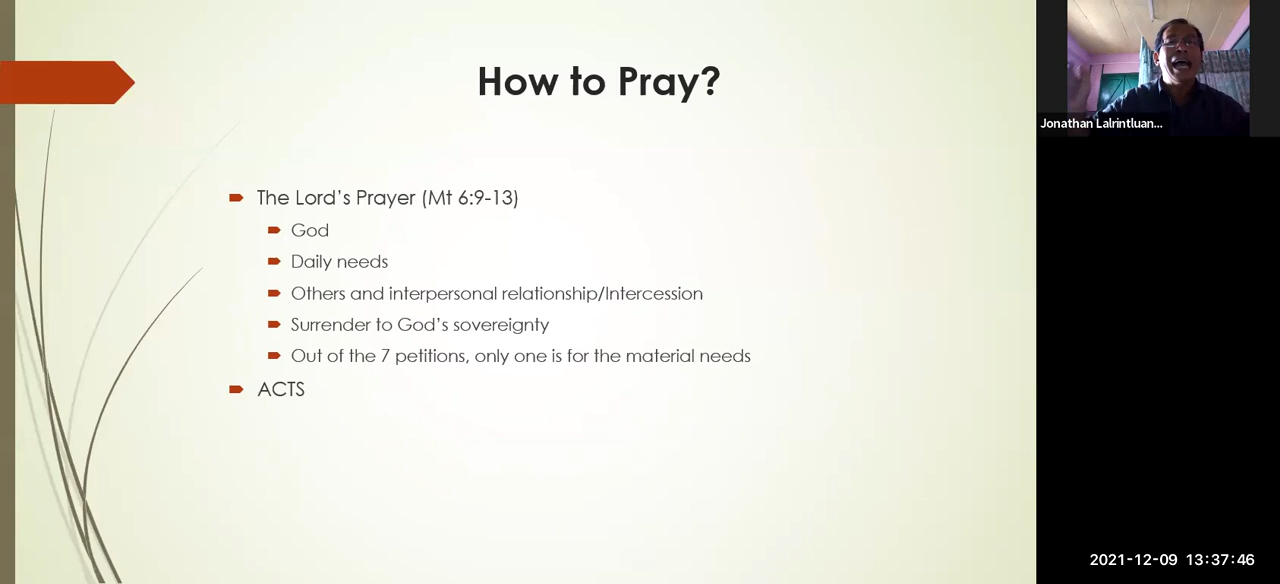 How to Pray?
The Lord's Prayer (Mt 6:9-13)
God
Daily needs
Others and interpersonal relationship/Intercession
Surrender to God's sovereignty
Out of the 7 petitions, only one is for the material needs
ACTS
Jonathan Lalrintluan...
2021-12-09 13:37:46